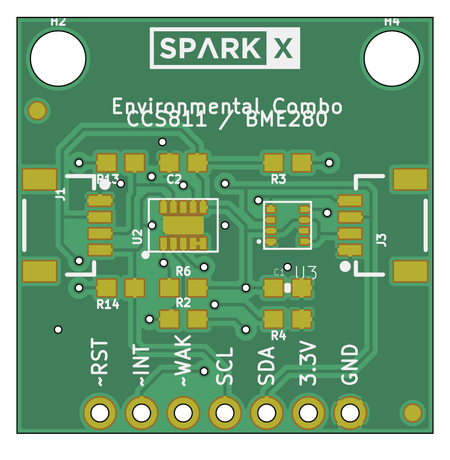 H2 H4
SPARK X
Environmental Combo
CCS811 / BME280
R13 C2 R3
J1
U2
J3
R6 C1 U3
R14 R2
R4
~RST ~INT ~WAK SCL SDA 3.3V GND